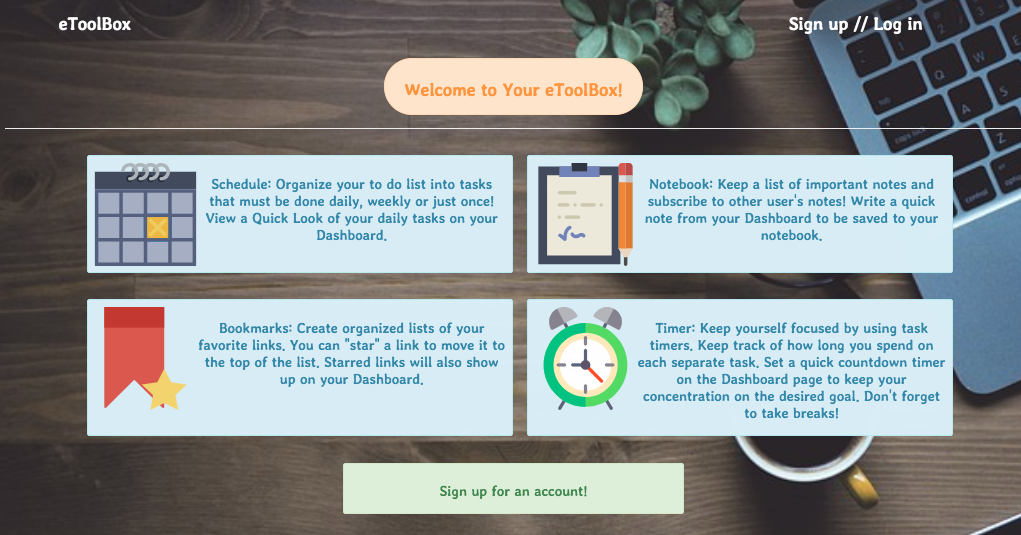 eToolBox
Sign up // Log in
Welcome to Your eToolBox!
Schedule: Organize your to do list into tasks
that must be done daily, weekly or just once!
View a Quick Look of your daily tasks on your
Dashboard.
Notebook: Keep a list of important notes and
subscribe to other user's notes! Write a quick
note from your Dashboard to be saved to your
notebook.
Bookmarks: Create organized lists of your
favorite links. You can "star" a link to move it to
the top of the list. Starred links will also show
up on your Dashboard.
Timer: Keep yourself focused by using task
timers. Keep track of how long you spend on
each separate task. Set a quick countdown timer
on the Dashboard page to keep your
concentration on the desired goal. Don't forget
to take breaks!
Sign up for an account!